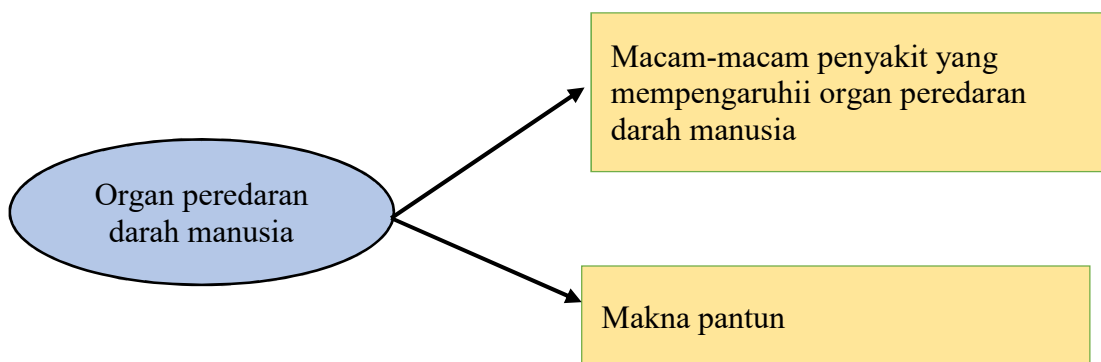 Macam-macam penyakit yang
mempengaruhii organ peredaran
darah manusia
Organ peredaran
darah manusia
Makna pantun